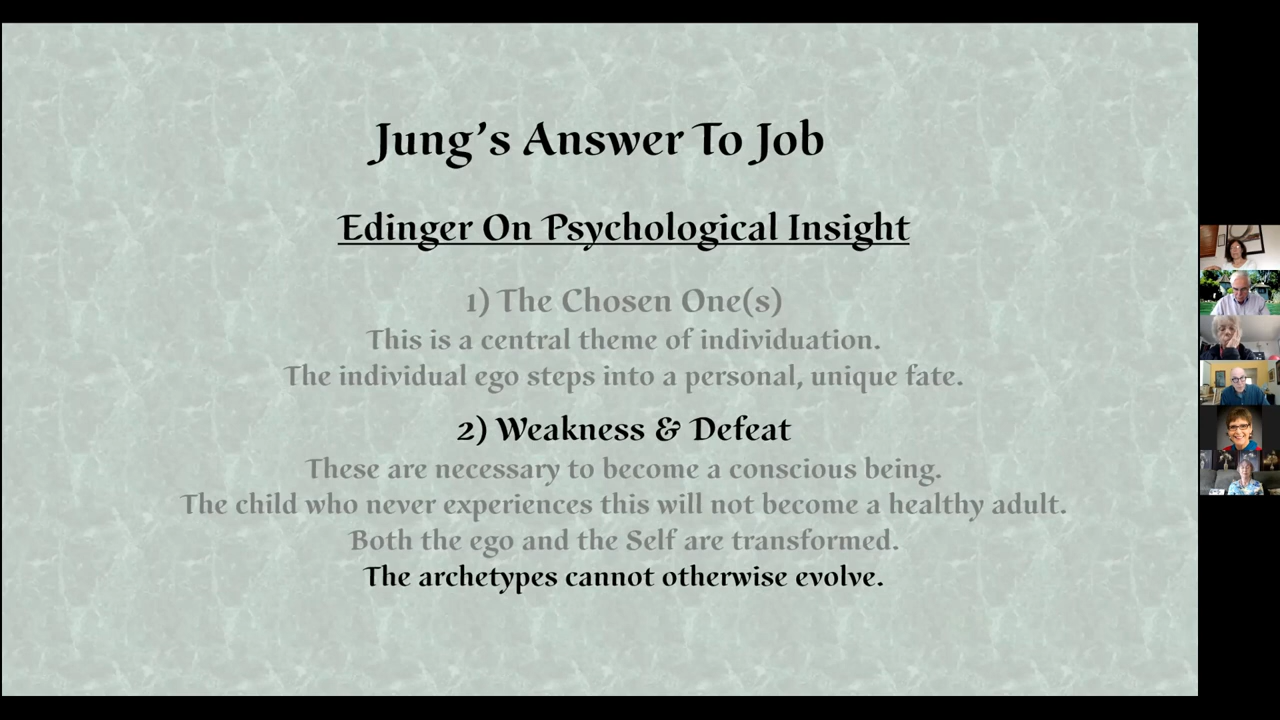 Jung's Answer To Job
Edinger On Psychological Insight
1) The Chosen One(s)
This is a central theme of individuation.
The individual ego steps into a personal, unique fate.
2) Weakness & Defeat
These are necessary to become a conscious being.
The child who never experiences this will not become a healthy adult.
Both the ego and the Self are transformed.
The archetypes cannot otherwise evolve.